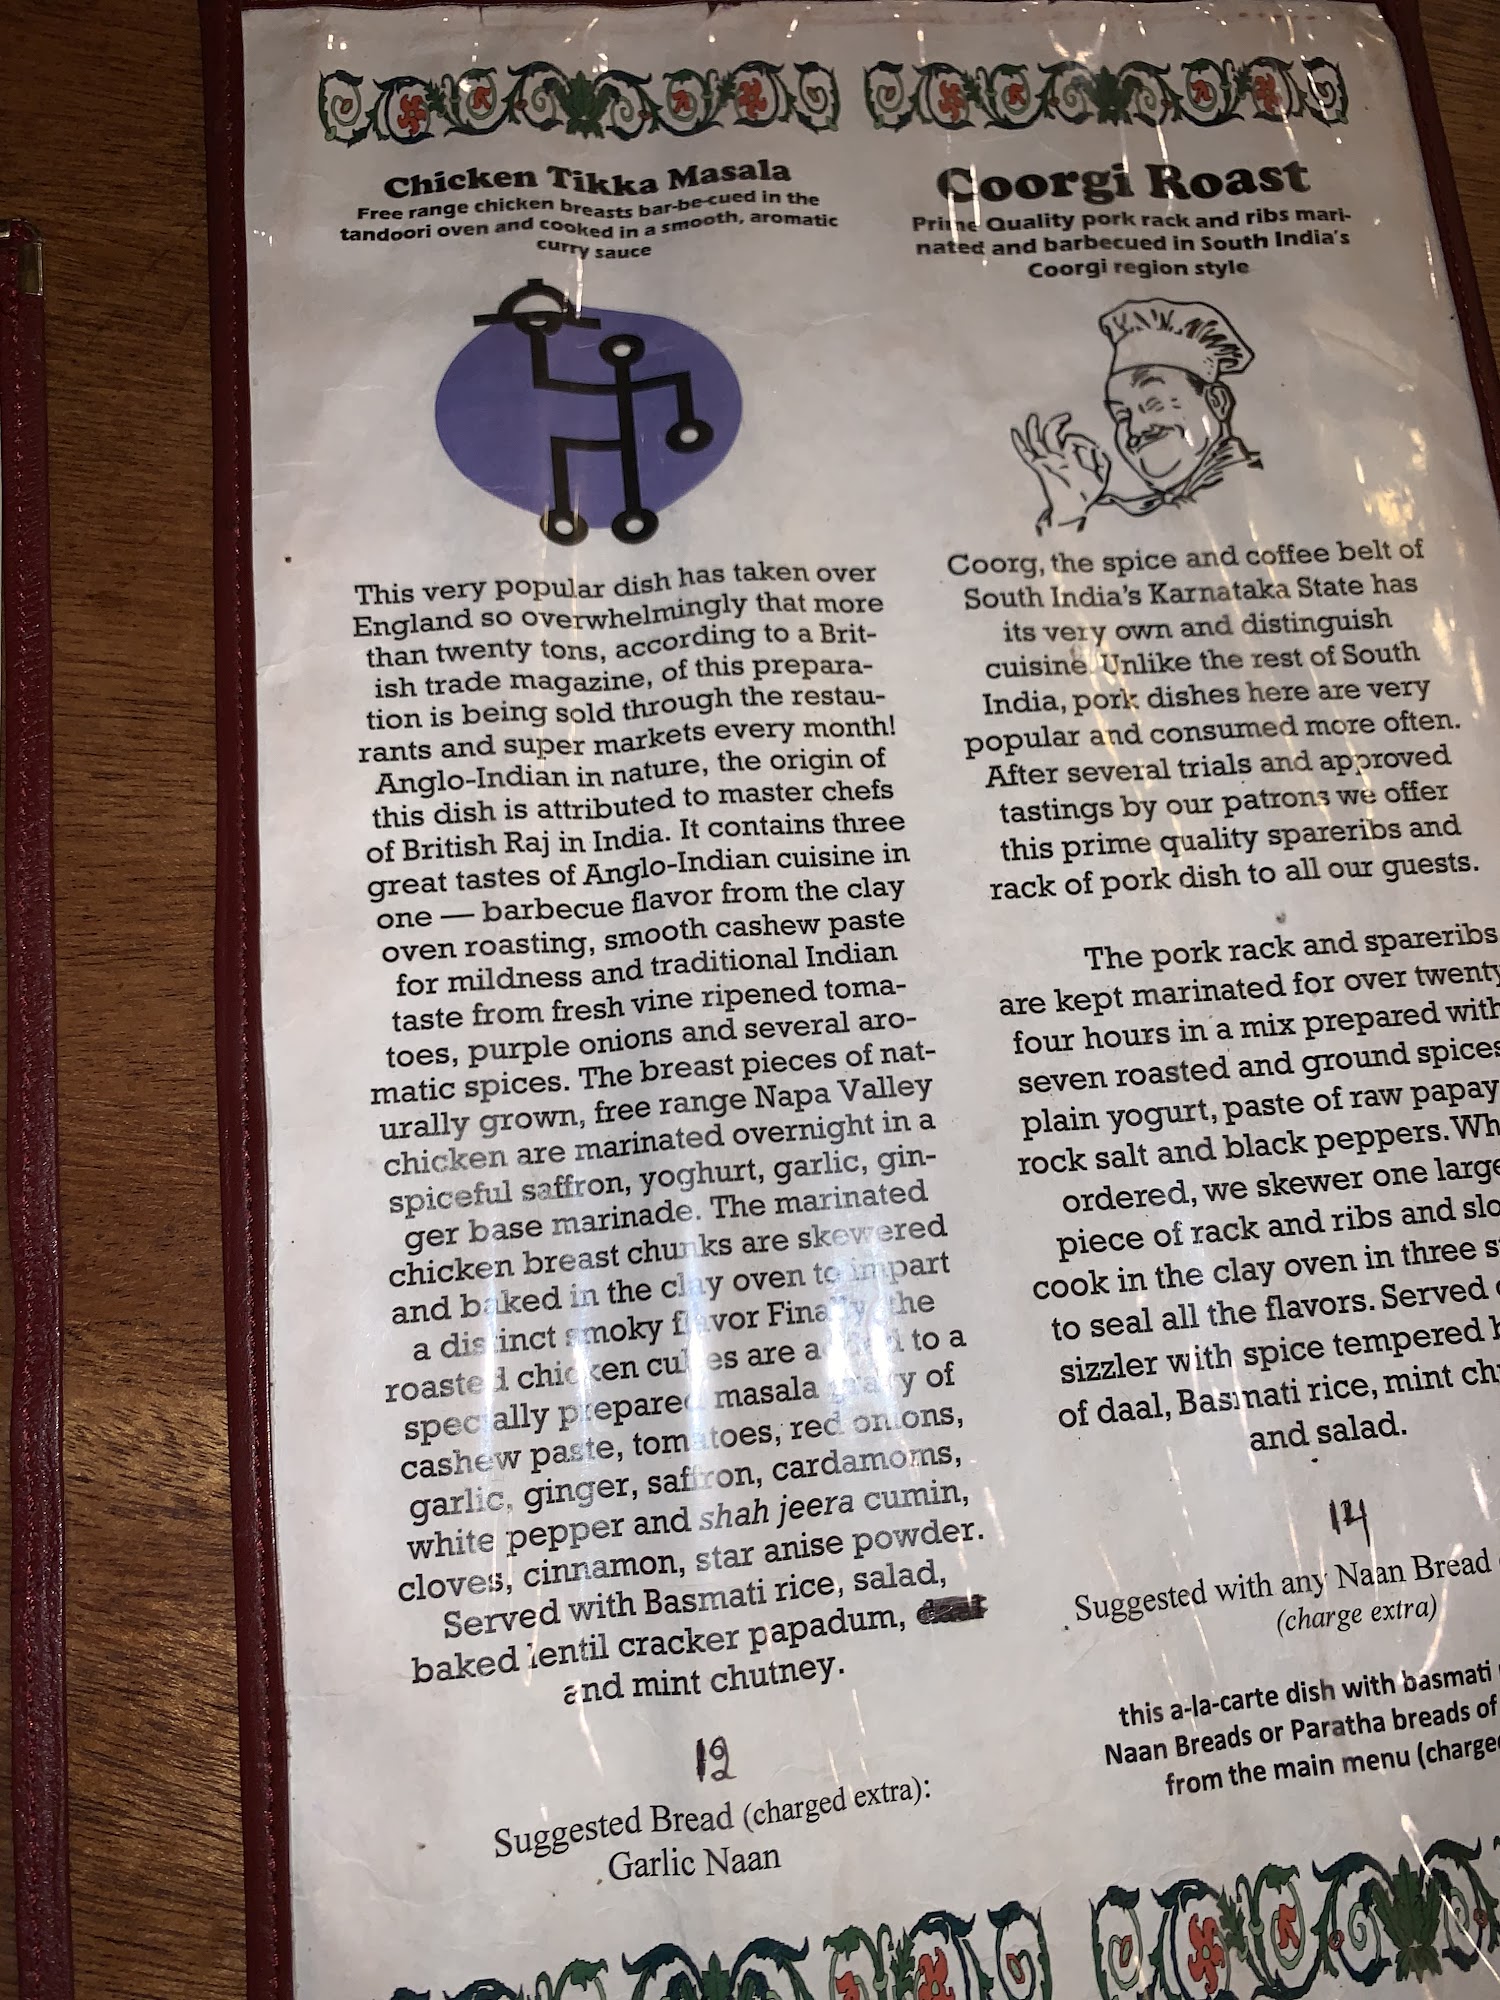 Chicken Tikka Masala
Free range chicken breasts bar-be-cued in the
tandoori oven and cooked in a smooth, aromatic
curry sauce
This very popular dish has taken over
England so overwhelmingly that more
than twenty tons, according to a Brit-
ish trade magazine, of this prepara-
tion is being sold through the restau-
rants and super markets every month!
Anglo-Indian in nature, the origin of
this dish is attributed to master chefs
of British Raj in India. It contains three
great tastes of Anglo-Indian cuisine in
one — barbecue flavor from the clay
oven roasting, smooth cashew paste
for mildness and traditional Indian
taste from fresh vine ripened toma-
toes, purple onions and several aro-
matic spices. The breast pieces of nat-
urally grown, free range Napa Valley
chicken are marinated overnight in a
spiceful saffron, yoghurt, garlic, gin-
ger base marinade. The marinated
chicken breast chunks are skewered
and baked in the clay oven to impart
a distinct smoky flavor Finally the
roasted chicken cubes are added to a
specially prepared masala gravy of
cashew paste, tomatoes, red onions,
garlic, ginger, saffron, cardamoms,
white pepper and shah jeera cumin,
cloves, cinnamon, star anise powder.
Served with Basmati rice, salad,
baked lentil cracker papadum,
and mint chutney.
12
Suggested Bread (charged extra):
Garlic Naan
Coorgi Roast
Prime Quality pork rack and ribs mari-
nated and barbecued in South India's
Coorgi region style
Coorg, the spice and coffee belt of
South India's Karnataka State has
its very own and distinguish
cuisine. Unlike the rest of South
India, pork dishes here are very
popular and consumed more often.
After several trials and approved
tastings by our patrons we offer
this prime quality spareribs and
rack of pork dish to all our guests.
The pork rack and spareribs
are kept marinated for over twenty
four hours in a mix prepared with
seven roasted and ground spices
plain yogurt, paste of raw papay
rock salt and black peppers. Wh
ordered, we skewer one large
piece of rack and ribs and slo
cook in the clay oven in three s
to seal all the flavors. Served
sizzler with spice tempered
of daal, Basmati rice, mint ch
and salad.
14
Suggested with any Naan Bread
(charge extra)
this a-la-carte dish with basmati
Naan Breads or Paratha breads of
from the main menu (charge